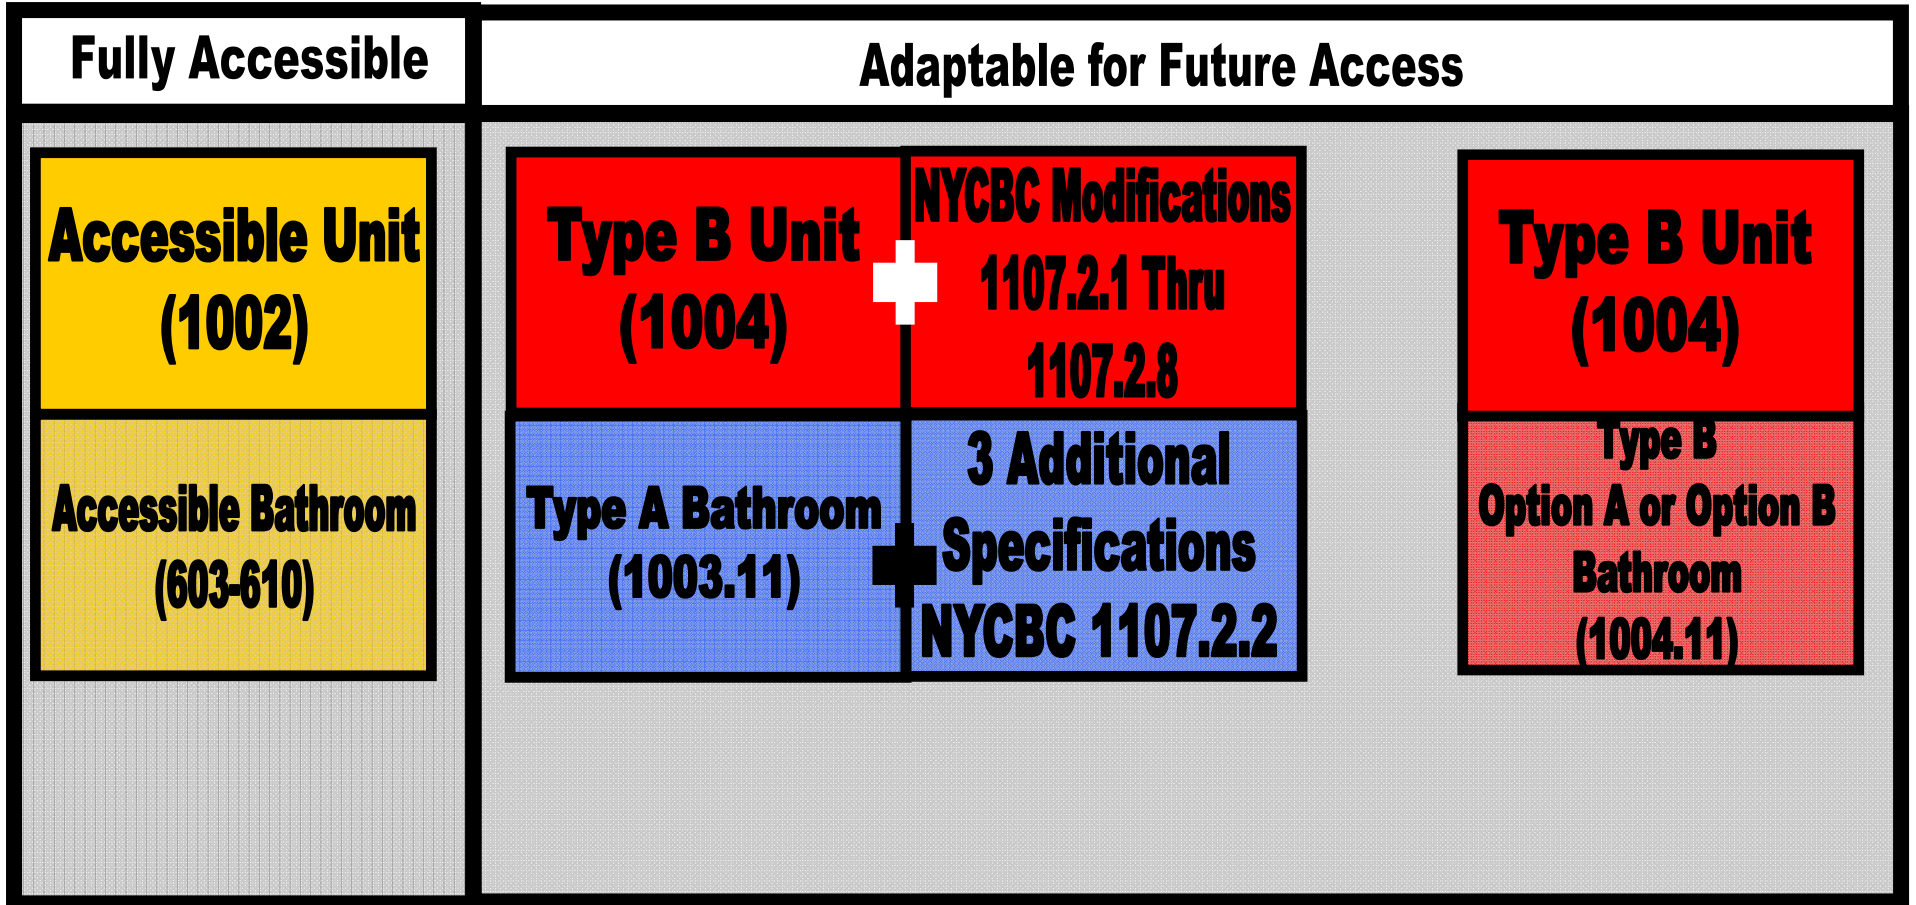 Fully Accessible
Adaptable for Future Access
Accessible Unit
(1002)
Accessible Bathroom
(603-610)
Type B Unit
(1004)
NYCBC Modifications
1107.2.1 Thru
1107.2.8
Type A Bathroom
(1003.11)
3 Additional
Specifications
NYCBC 1107.2.2
Type B Unit
(1004)
Type B
Option A or Option B
Bathroom
(1004.11)